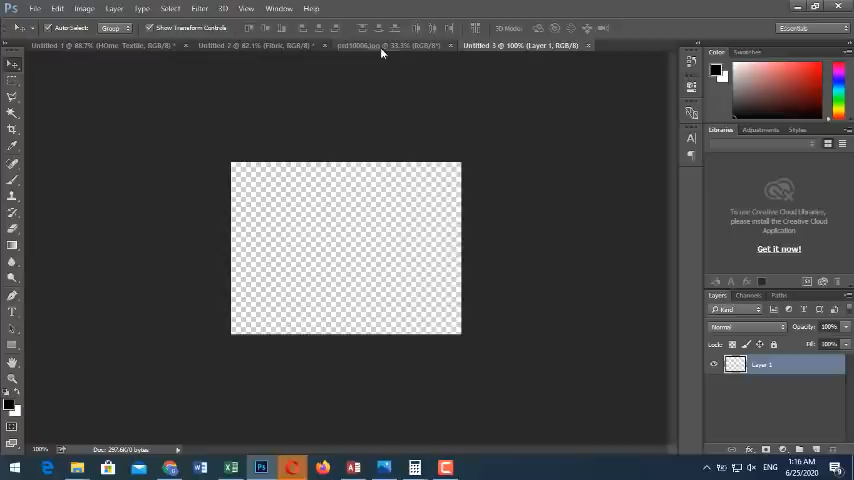 Ps File Edit Image Layer Type Select Filter 3D View Window Help
Auto-Select: Group Show Transform Controls 3D Mode: Essentials
Untitled 1 @ 88.7% (HOme_Textile, RGB/8) * × Untitled 2 @ 82.1% (Fibric, RGB/8) * × prd10006.jpg @ 33.3% (RGB/8*) × Untitled 3 @ 100% (Layer 1, RGB/8) ×
Color Swatches
Libraries Adjustments Styles
To use Creative Cloud Libraries,
please install the Creative Cloud
Application
Get it now!
Layers Channels Paths
Kind
Normal Opacity: 100%
Lock: Fill: 100%
Layer 1
100% Doc: 297.6K/0 bytes
ENG 1:16 AM
6/25/2020